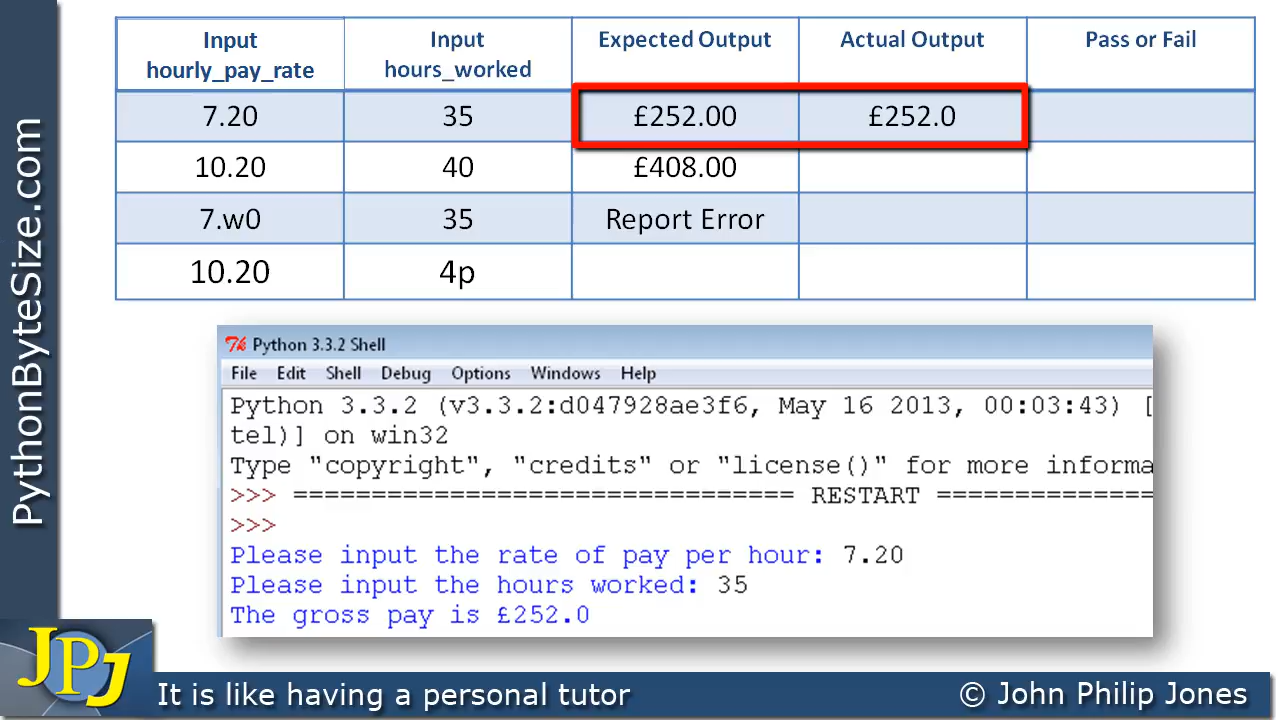 Input hourly_pay_rate Input hours_worked Expected Output Actual Output Pass or Fail
7.20 35 £252.00 £252.0
10.20 40 £408.00
7.w0 35 Report Error
10.20 4p
PythonByteSize.com
Python 3.3.2 Shell
File Edit Shell Debug Options Windows Help
Python 3.3.2 (v3.3.2:d047928ae3f6, May 16 2013, 00:03:43) [
tel)] on win32
Type "copyright", "credits" or "license()" for more informa
>>> ================================ RESTART ==============
>>>
Please input the rate of pay per hour: 7.20
Please input the hours worked: 35
The gross pay is £252.0
JPJ
It is like having a personal tutor
© John Philip Jones